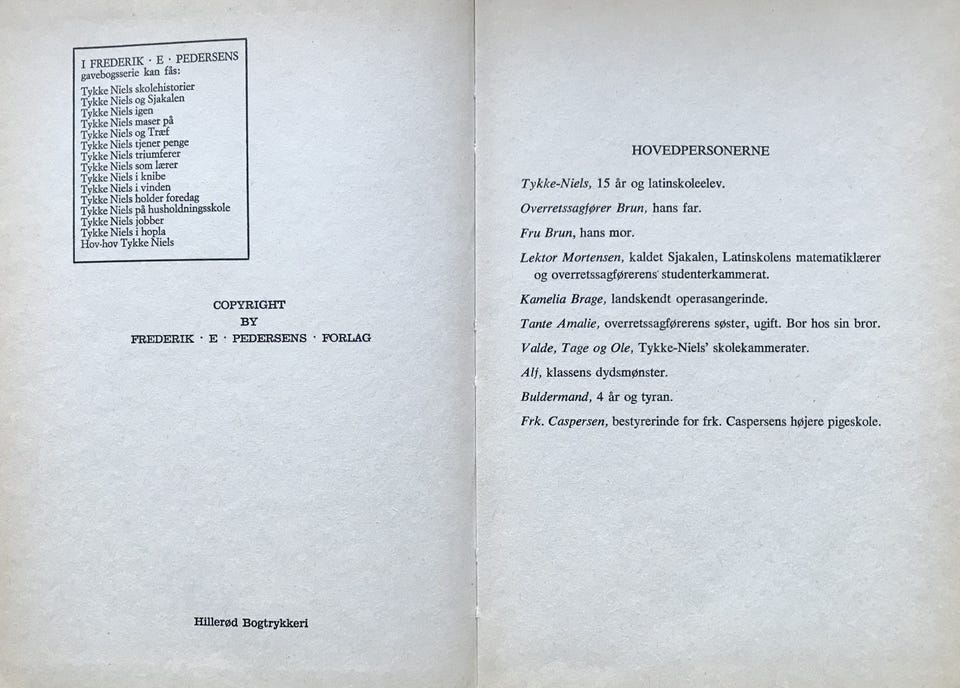 I FREDERIK · E · PEDERSENS
gavebogsserie kan fås:
Tykke Niels skolehistorier
Tykke Niels og Sjakalen
Tykke Niels igen
Tykke Niels maser på
Tykke Niels og Træf
Tykke Niels tjener penge
Tykke Niels triumferer
Tykke Niels som lærer
Tykke Niels i knibe
Tykke Niels i vinden
Tykke Niels holder foredag
Tykke Niels på husholdningsskole
Tykke Niels jobber
Tykke Niels i hopla
Hov-hov Tykke Niels
COPYRIGHT
BY
FREDERIK · E · PEDERSENS · FORLAG
Hillerød Bogtrykkeri
HOVEDPERSONERNE
Tykke-Niels, 15 år og latinskoleelev.
Overretssagfører Brun, hans far.
Fru Brun, hans mor.
Lektor Mortensen, kaldet Sjakalen, Latinskolens matematiklærer
og overretssagførerens studenterkammerat.
Kamelia Brage, landskendt operasangerinde.
Tante Amalie, overretssagførerens søster, ugift. Bor hos sin bror.
Valde, Tage og Ole, Tykke-Niels' skolekammerater.
Alf, klassens dydsmønster.
Buldermand, 4 år og tyran.
Frk. Caspersen, bestyrerinde for frk. Caspersens højere pigeskole.